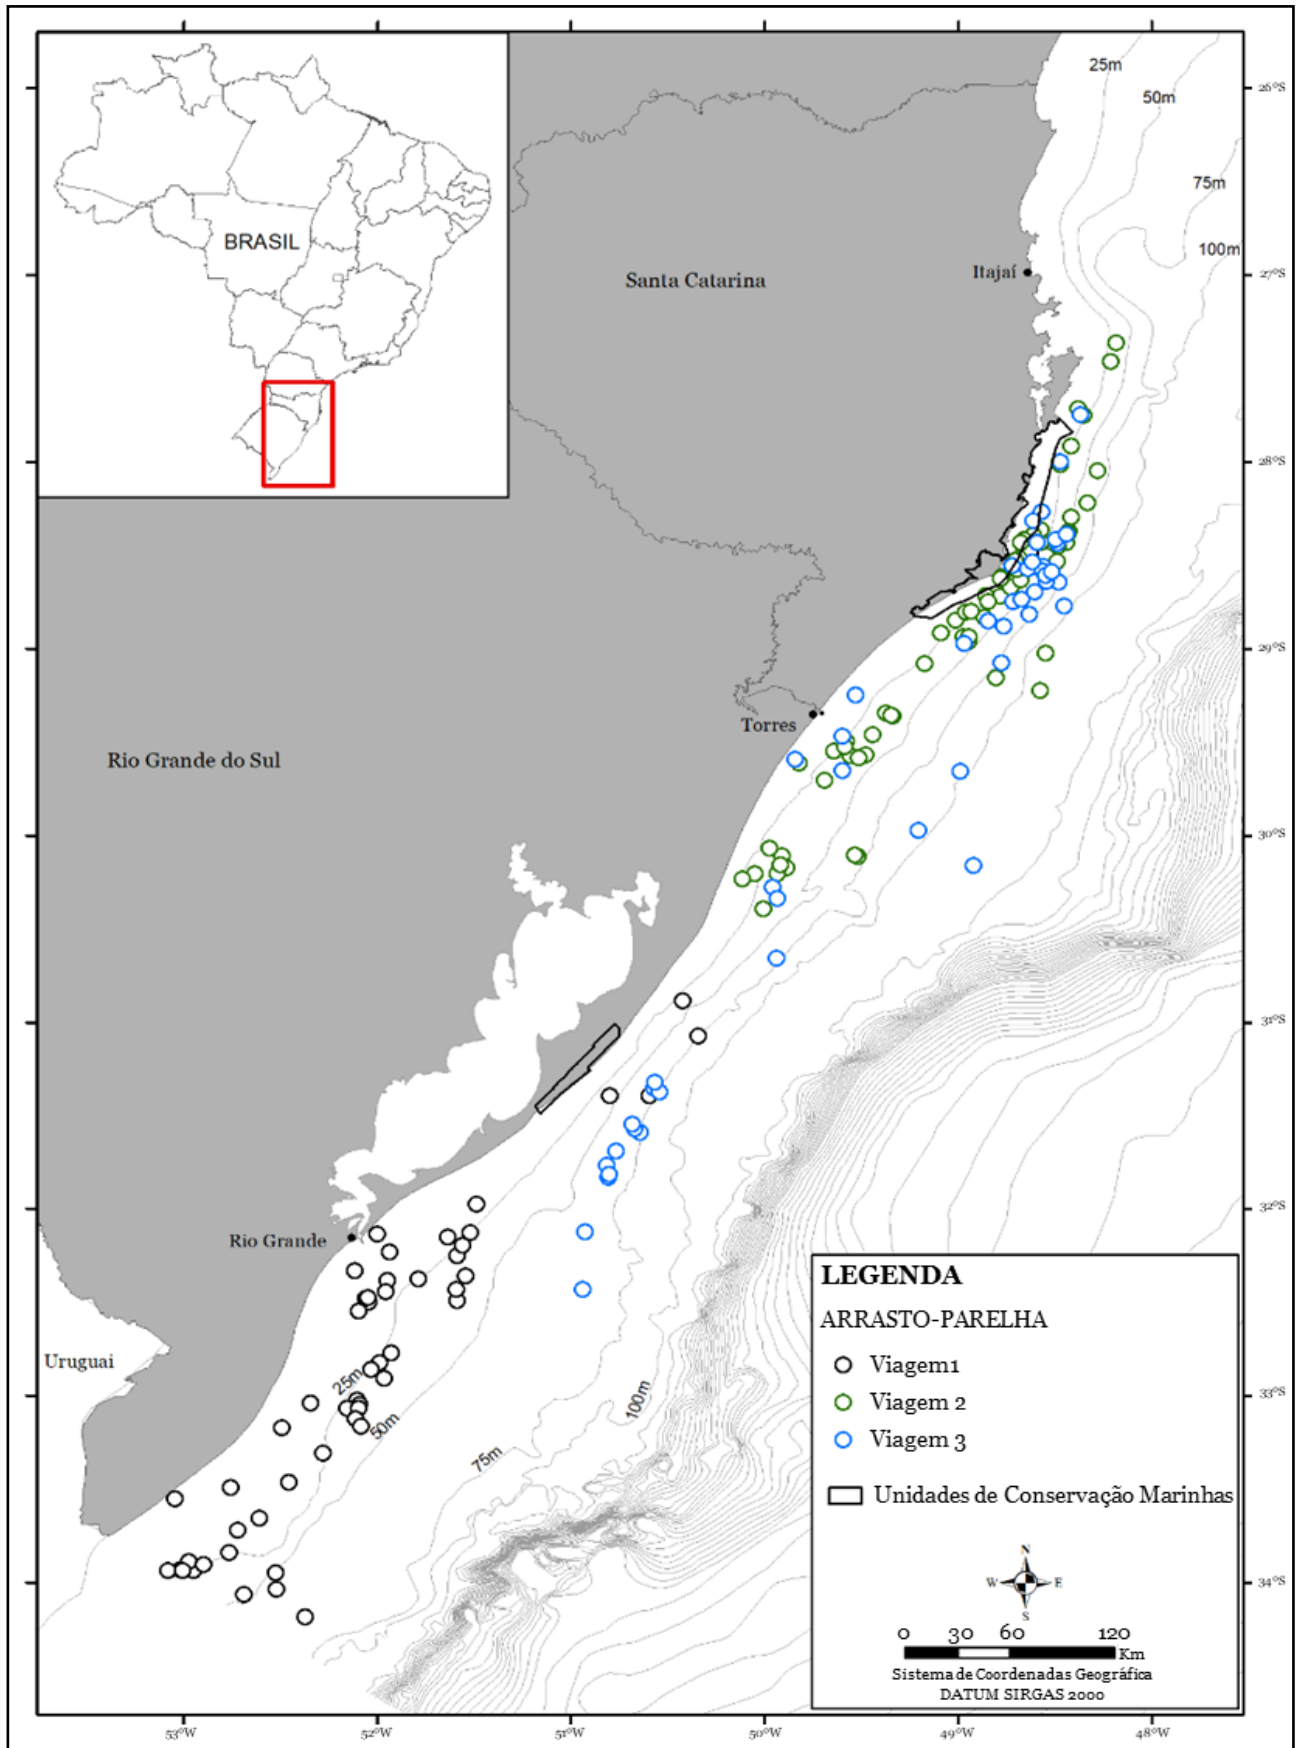 25m
50m
26°S
75m
BRASIL
100m
Itajaí
27°S
Santa Catarina
28°S
29°S
Torres
Rio Grande do Sul
30°S
31°S
32°S
Rio Grande
LEGENDA
ARRASTO-PARELHA
Uruguai
Viagem1
25m
100m
33°S
Viagem 2
50m
Viagem 3
75m
Unidades de Conservação Marinhas
N
W
E
34°S
S
0 30 60 120
Km
Sistema de Coordenadas Geográfica
DATUM SIRGAS 2000
53°W 52°W 51°W 50°W 49°W 48°W